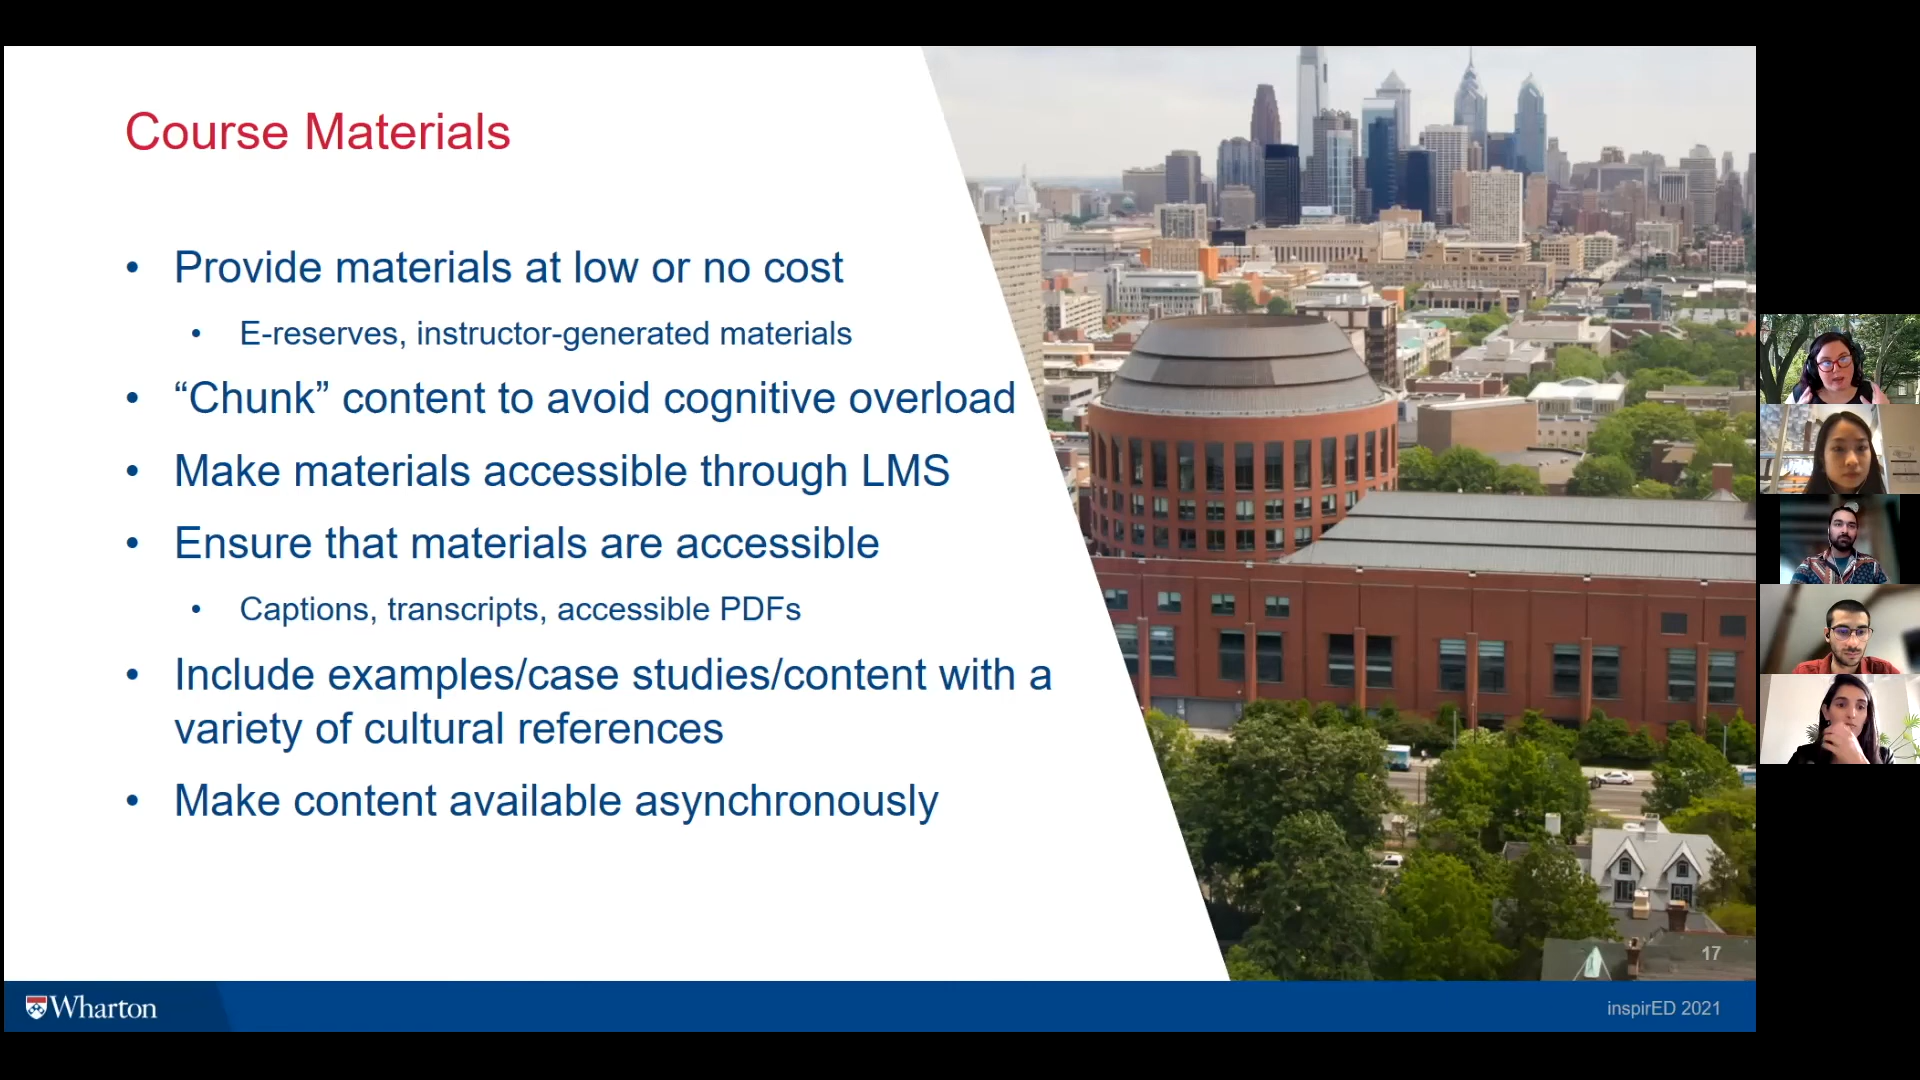 Course Materials
• Provide materials at low or no cost
• E-reserves, instructor-generated materials
• “Chunk” content to avoid cognitive overload
• Make materials accessible through LMS
• Ensure that materials are accessible
• Captions, transcripts, accessible PDFs
• Include examples/case studies/content with a
variety of cultural references
• Make content available asynchronously
17
Wharton
inspirED 2021